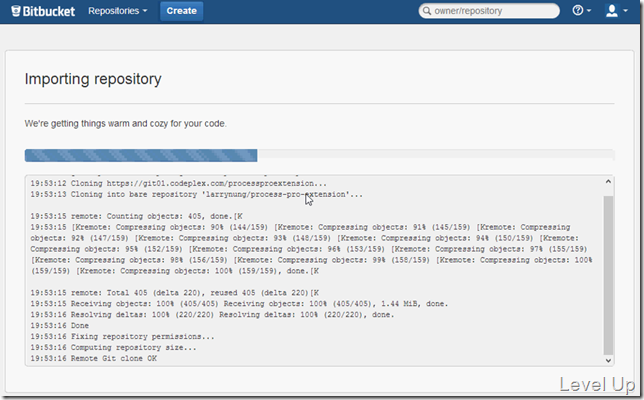 Bitbucket Repositories Create owner/repository
Importing repository
We're getting things warm and cozy for your code.
19:53:12 Cloning https://git01.codeplex.com/processproextension...
19:53:13 Cloning into bare repository 'larrynung/process-pro-extension'...
19:53:15 remote: Counting objects: 405, done.[K
19:53:15 [Kremote: Compressing objects: 90% (144/159) [Kremote: Compressing objects: 91% (145/159) [Kremote: Compressing
objects: 92% (147/159) [Kremote: Compressing objects: 93% (148/159) [Kremote: Compressing objects: 94% (150/159) [Kremote:
Compressing objects: 95% (152/159) [Kremote: Compressing objects: 96% (153/159) [Kremote: Compressing objects: 97% (155/159)
[Kremote: Compressing objects: 98% (156/159) [Kremote: Compressing objects: 99% (158/159) [Kremote: Compressing objects: 100%
(159/159) [Kremote: Compressing objects: 100% (159/159), done.[K
19:53:15 remote: Total 405 (delta 220), reused 405 (delta 220)[K
19:53:15 Receiving objects: 100% (405/405) Receiving objects: 100% (405/405), 1.44 MiB, done.
19:53:16 Resolving deltas: 100% (220/220) Resolving deltas: 100% (220/220), done.
19:53:16 Done
19:53:16 Fixing repository permissions...
19:53:16 Computing repository size...
19:53:16 Remote Git clone OK
Level Up